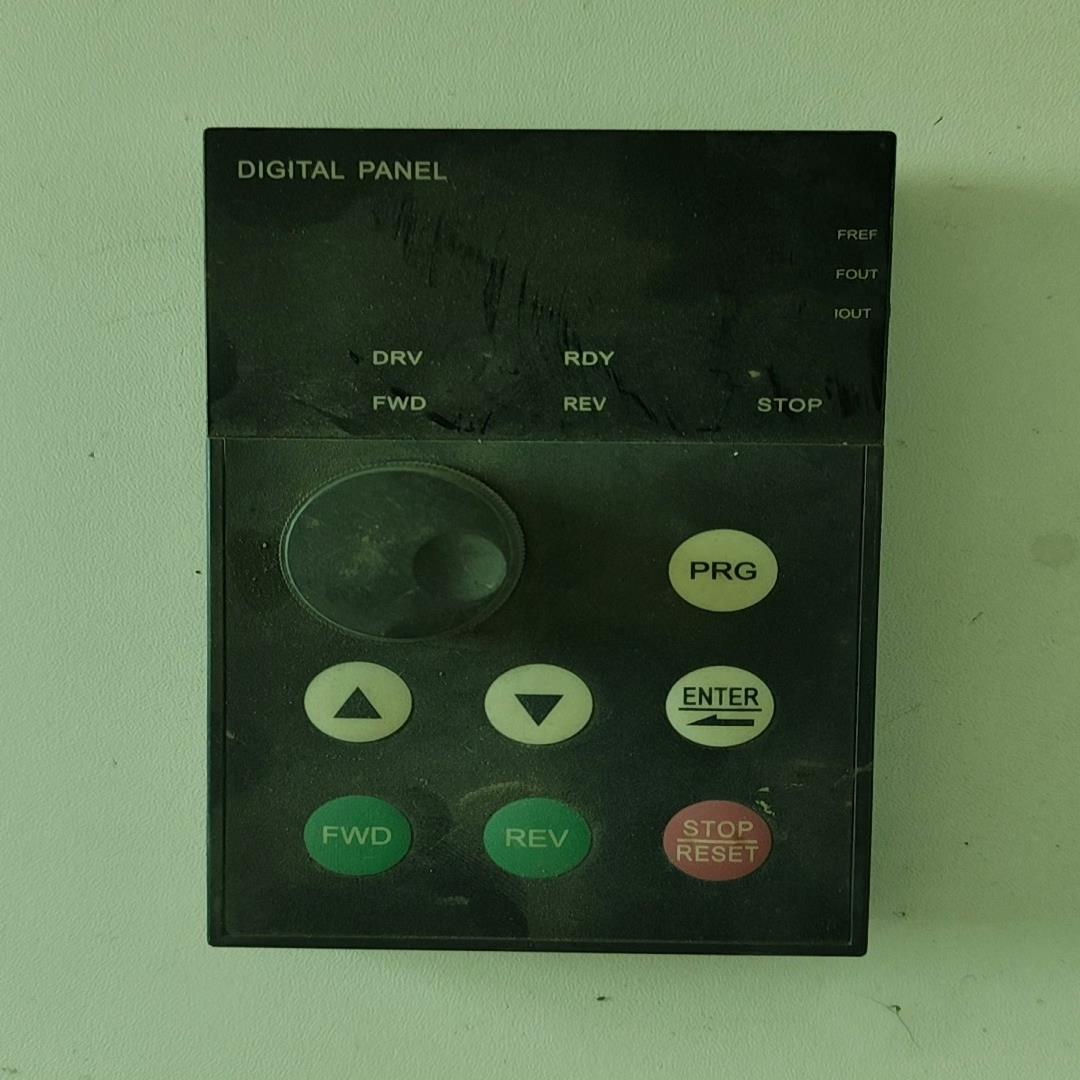 DIGITAL PANEL
FREF
FOUT
IOUT
DRV RDY
FWD REV STOP
PRG
ENTER
FWD REV STOP
RESET